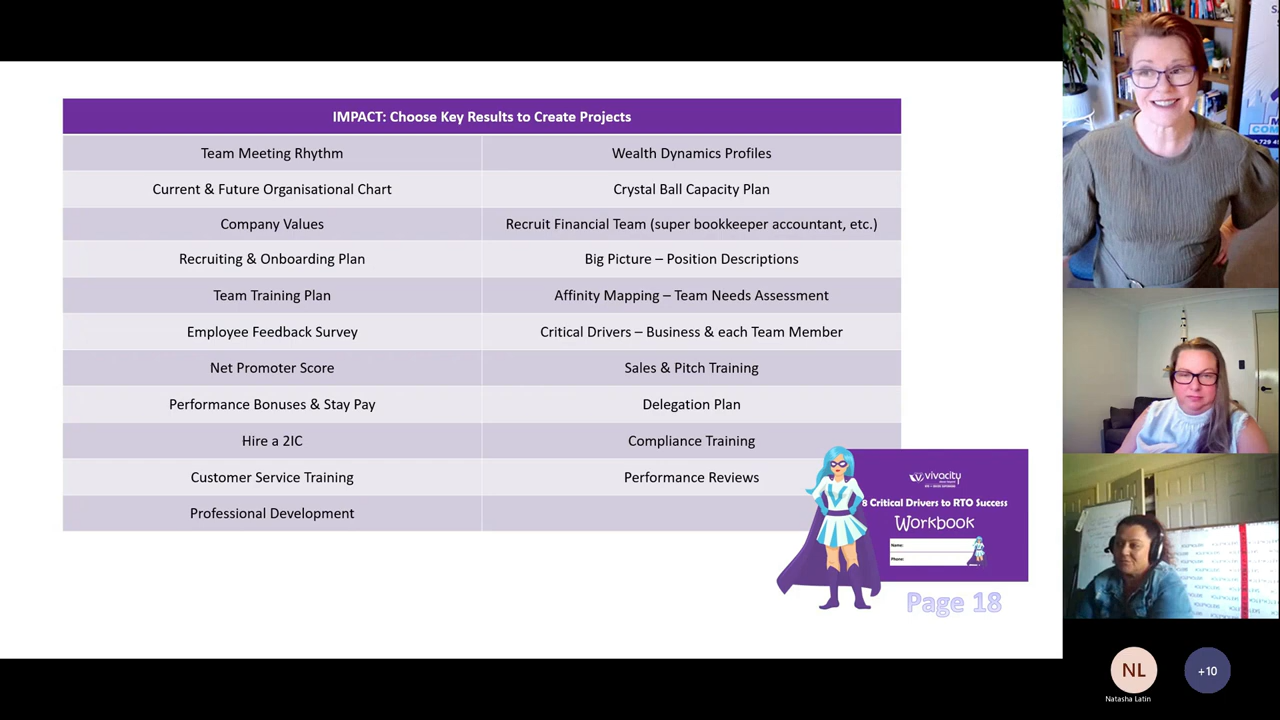 IMPACT: Choose Key Results to Create Projects
Team Meeting Rhythm
Wealth Dynamics Profiles
Current & Future Organisational Chart
Crystal Ball Capacity Plan
Company Values
Recruit Financial Team (super bookkeeper accountant, etc.)
Recruiting & Onboarding Plan
Big Picture – Position Descriptions
Team Training Plan
Affinity Mapping – Team Needs Assessment
Employee Feedback Survey
Critical Drivers – Business & each Team Member
Net Promoter Score
Sales & Pitch Training
Performance Bonuses & Stay Pay
Delegation Plan
Hire a 2IC
Compliance Training
Customer Service Training
Performance Reviews
Professional Development
vivacity
8 Critical Drivers to RTO Success
Workbook
Name:
Phone:
Page 18
NL
+10
Natasha Latin